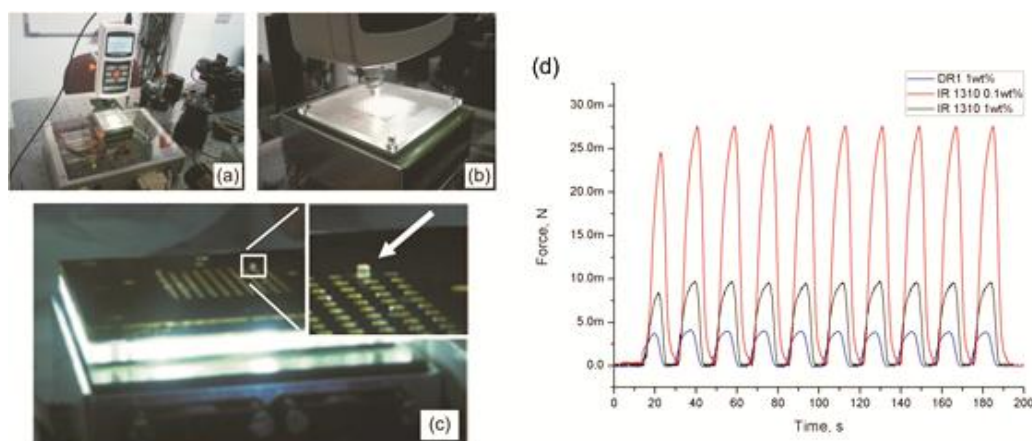 (a)
(b)
(c)
(d)
DR1 1wt%
IR 1310 0.1wt%
IR 1310 1wt%
Force, N
30.0m
25.0m
20.0m
15.0m
10.0m
5.0m
0.0
0 20 40 60 80 100 120 140 160 180 200
Time, s